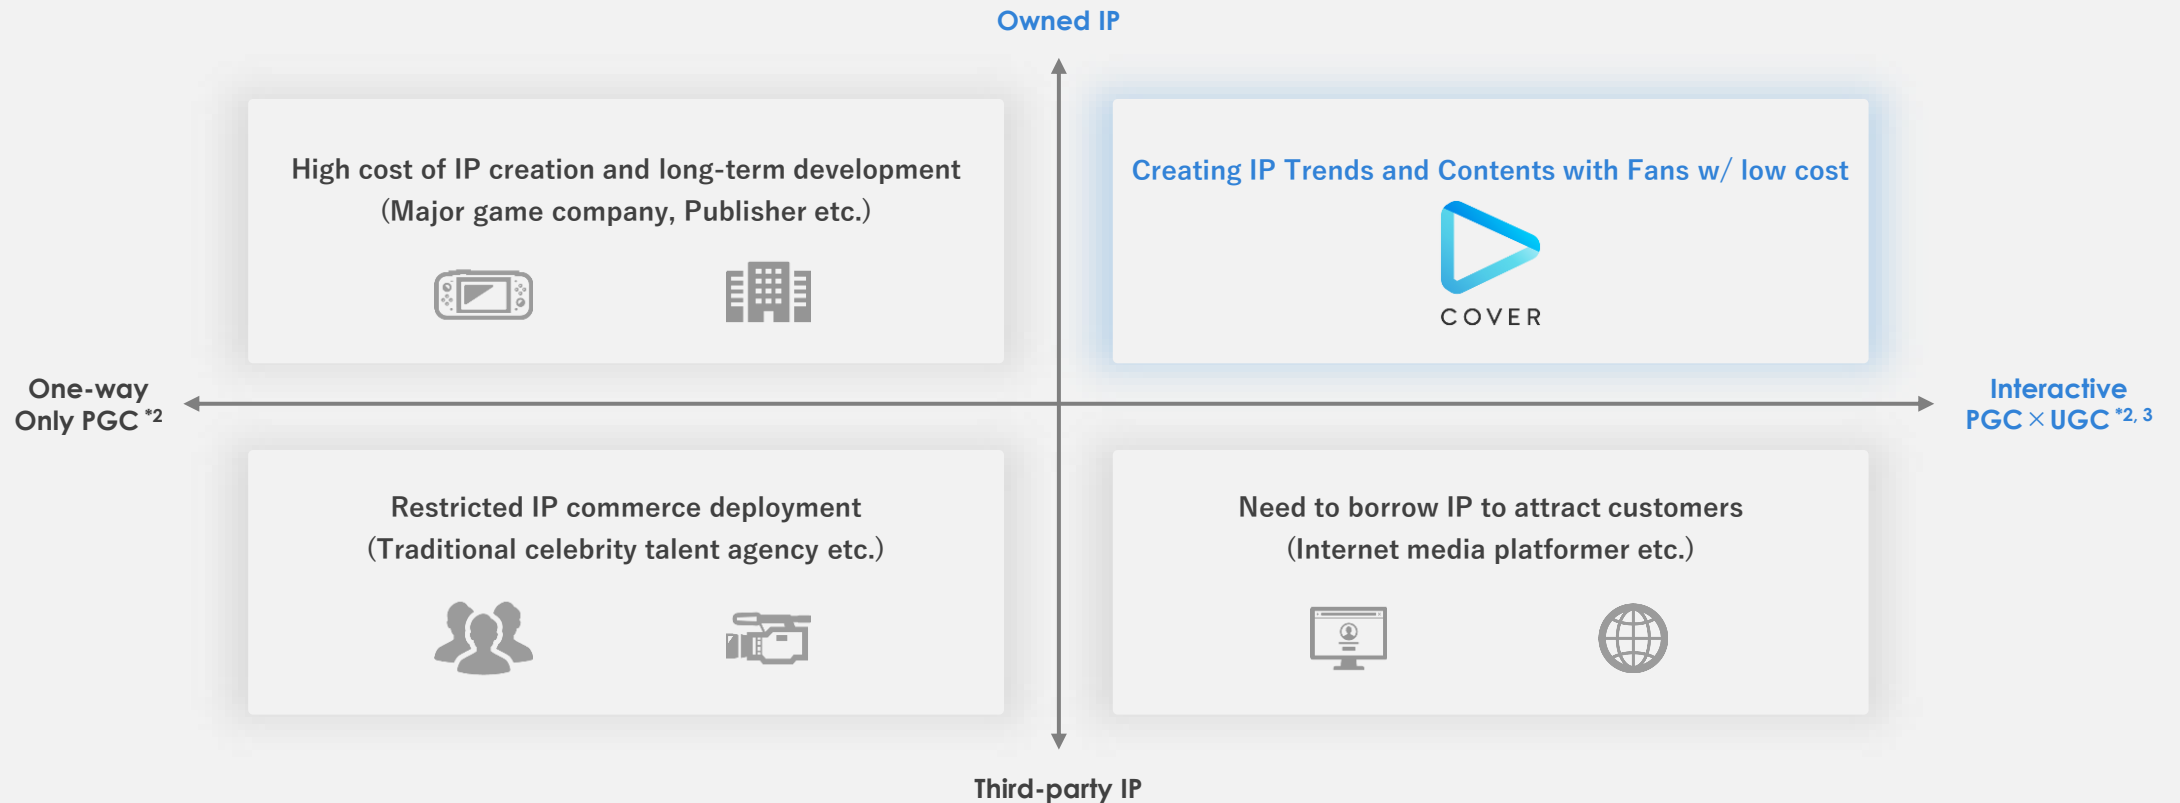 Owned IP
High cost of IP creation and long-term development
(Major game company, Publisher etc.)
Creating IP Trends and Contents with Fans w/ low cost
COVER
One-way
Only PGC *2
Interactive
PGC×UGC *2, 3
Restricted IP commerce deployment
(Traditional celebrity talent agency etc.)
Need to borrow IP to attract customers
(Internet media platformer etc.)
Third-party IP